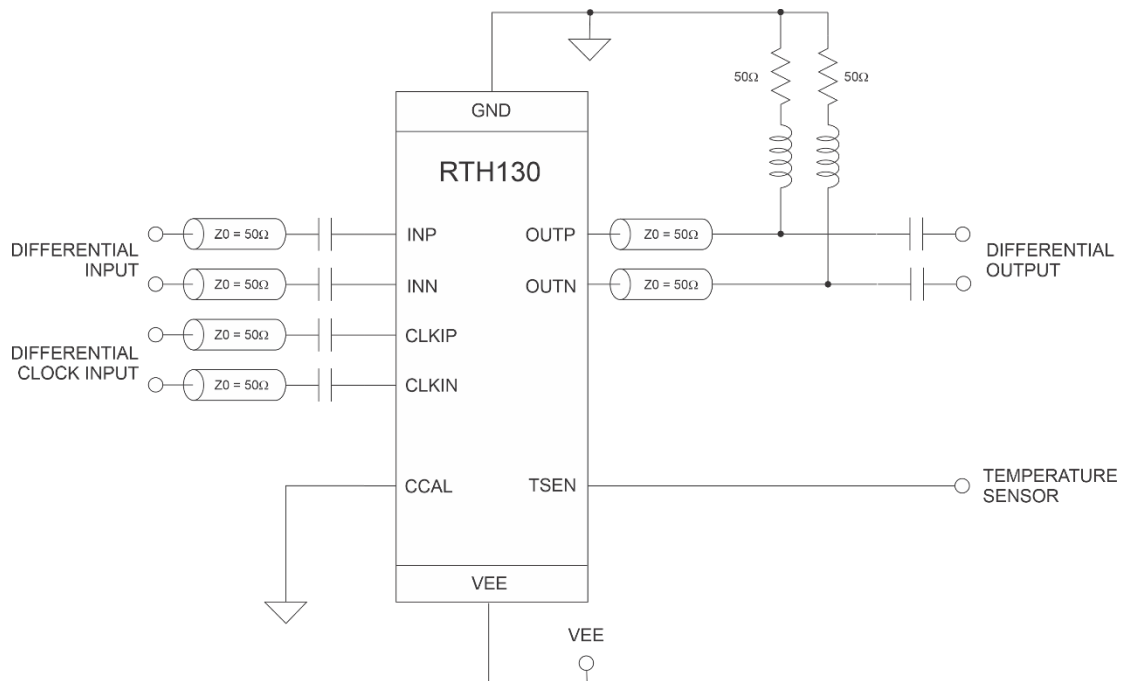 50Ω
50Ω
GND
RTH130
DIFFERENTIAL
INPUT
Z0 = 50Ω
INP
OUTP
Z0 = 50Ω
DIFFERENTIAL
OUTPUT
Z0 = 50Ω
INN
OUTN
Z0 = 50Ω
DIFFERENTIAL
CLOCK INPUT
Z0 = 50Ω
CLKIP
Z0 = 50Ω
CLKIN
CCAL
TSEN
TEMPERATURE
SENSOR
VEE
VEE